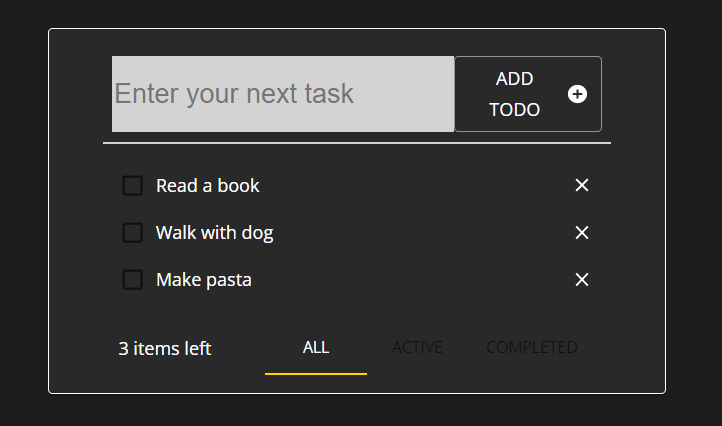 Enter your next task
ADD
TODO
Read a book
Walk with dog
Make pasta
3 items left
ALL
ACTIVE
COMPLETED